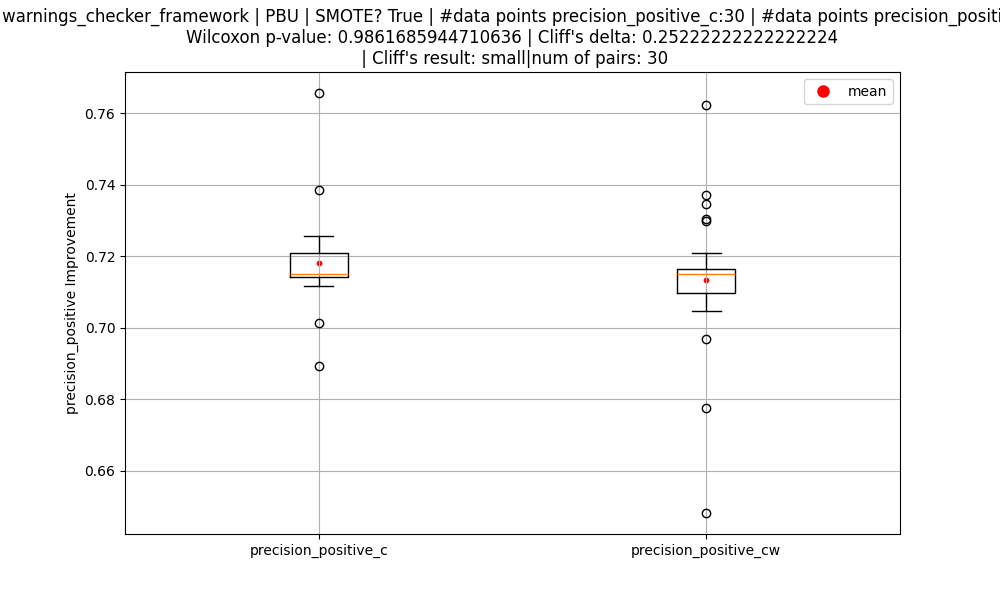 warnings_checker_framework | PBU | SMOTE? True | #data points precision_positive_c:30 | #data points
Wilcoxon p-value: 0.9861685944710636 | Cliff's delta: 0.25222222222222224
| Cliff's result: small|num of pairs: 30
mean
0.76
0.74
0.72
0.70
0.68
0.66
precision_positive Improvement
precision_positive_c
precision_positive_cw